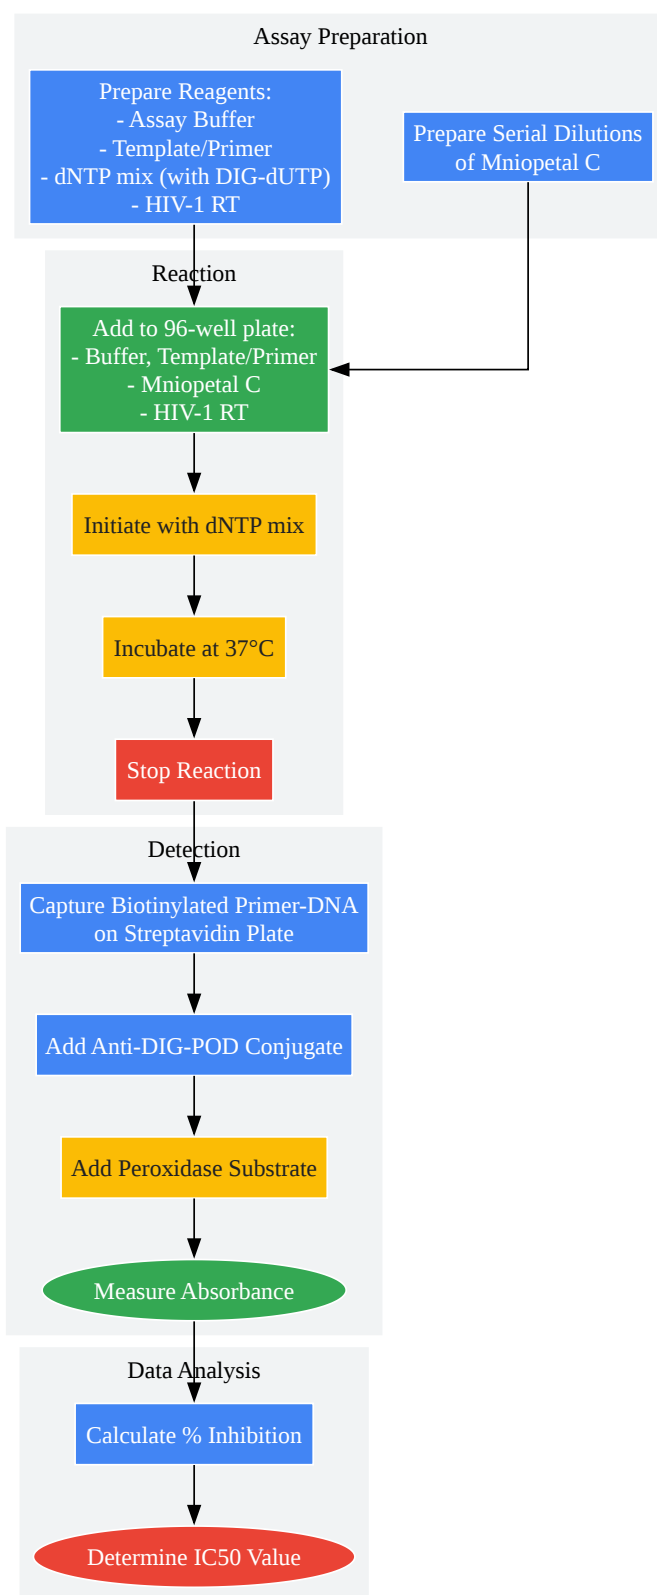 Assay Preparation
Prepare Reagents:
- Assay Buffer
- Template/Primer
- dNTP mix (with DIG-dUTP)
- HIV-1 RT
Prepare Serial Dilutions
of Mniopetal C
Reaction
Add to 96-well plate:
- Buffer, Template/Primer
- Mniopetal C
- HIV-1 RT
Initiate with dNTP mix
Incubate at 37°C
Stop Reaction
Detection
Capture Biotinylated Primer-DNA
on Streptavidin Plate
Add Anti-DIG-POD Conjugate
Add Peroxidase Substrate
Measure Absorbance
Data Analysis
Calculate % Inhibition
Determine IC50 Value